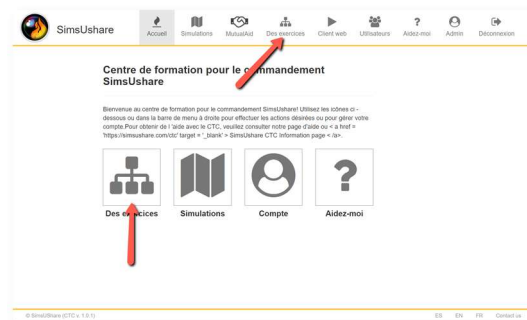 SimsUshare
Accueil
Simulations
MutualAid
Des exercices
Client web
Utilisateurs
Aidez-moi
Admin
Déconnexion
Centre de formation pour le commandement
SimsUshare
Bienvenue au centre de formation pour le commandement SimsUshare! Utilisez les icônes ci -
dessous ou dans la barre de menu à droite pour effectuer les actions désirées ou pour gérer votre
compte.Pour obtenir de l 'aide avec le CTC, veuillez consulter notre page d'aide ou < a href =
'https://simsushare.com/ctc' target = '_blank' > SimsUshare CTC Information page < /a>.
Des exercices
Simulations
Compte
Aidez-moi
© SimsUShare (CTC v. 1.0.1)
ES EN FR Contact us